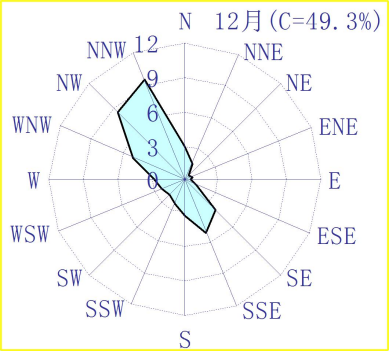 N 12月(C=49.3%)
NNW 12 NNE
NW 9 NE
6
WNW ENE
3
W 0 E
WSW ESE
SW SE
SSW SSE
S